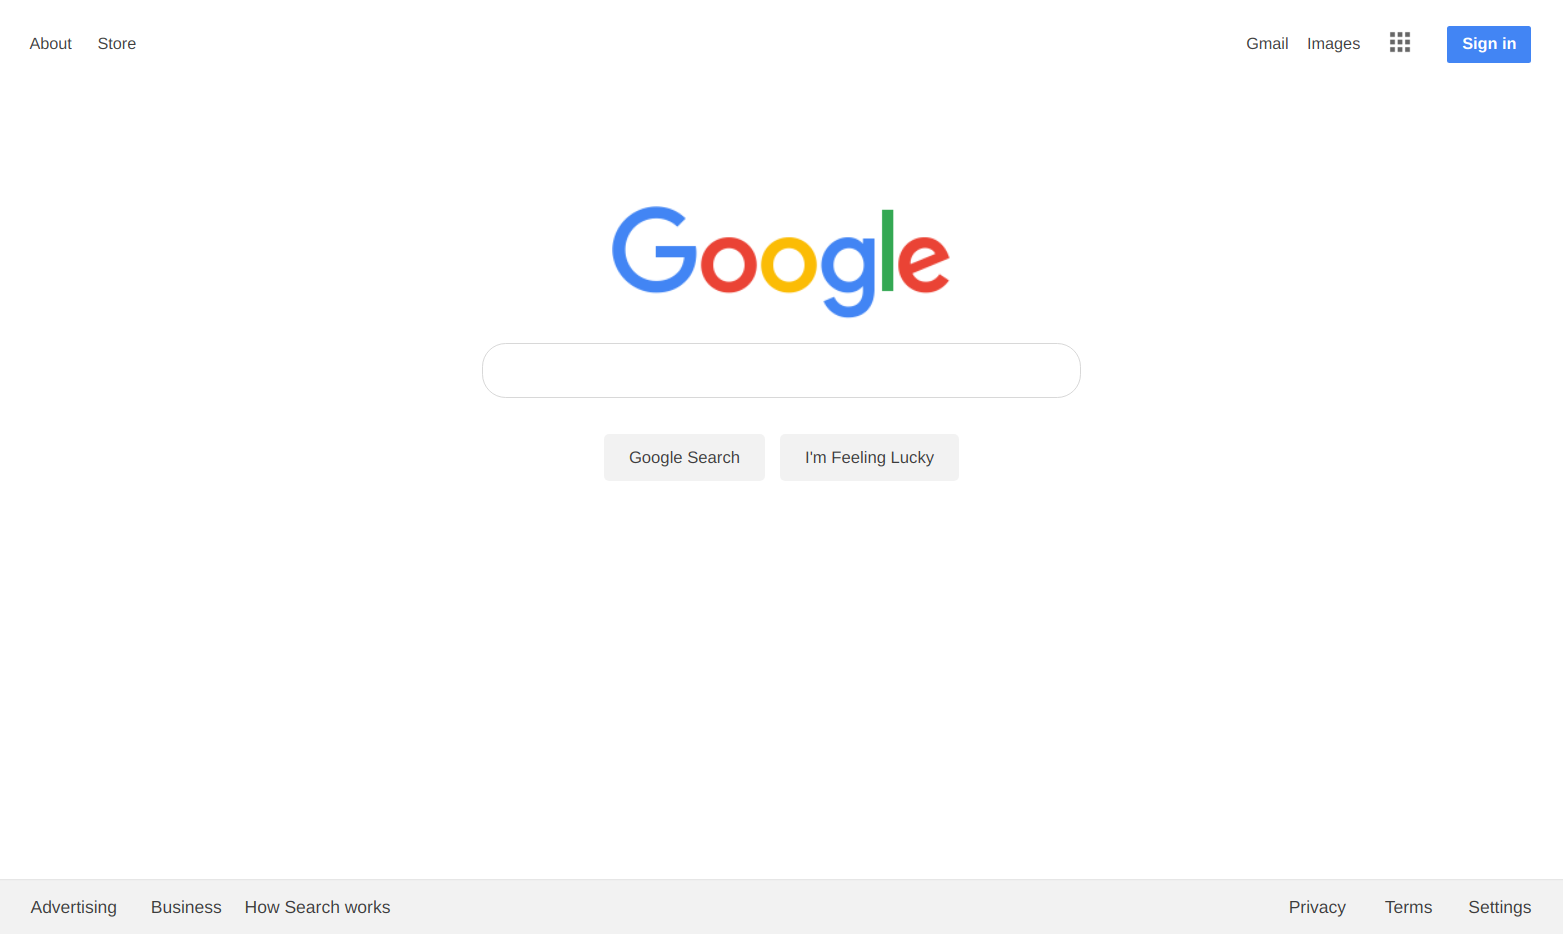 About Store Gmail Images Sign in
Google
Google Search I'm Feeling Lucky
Advertising Business How Search works Privacy Terms Settings